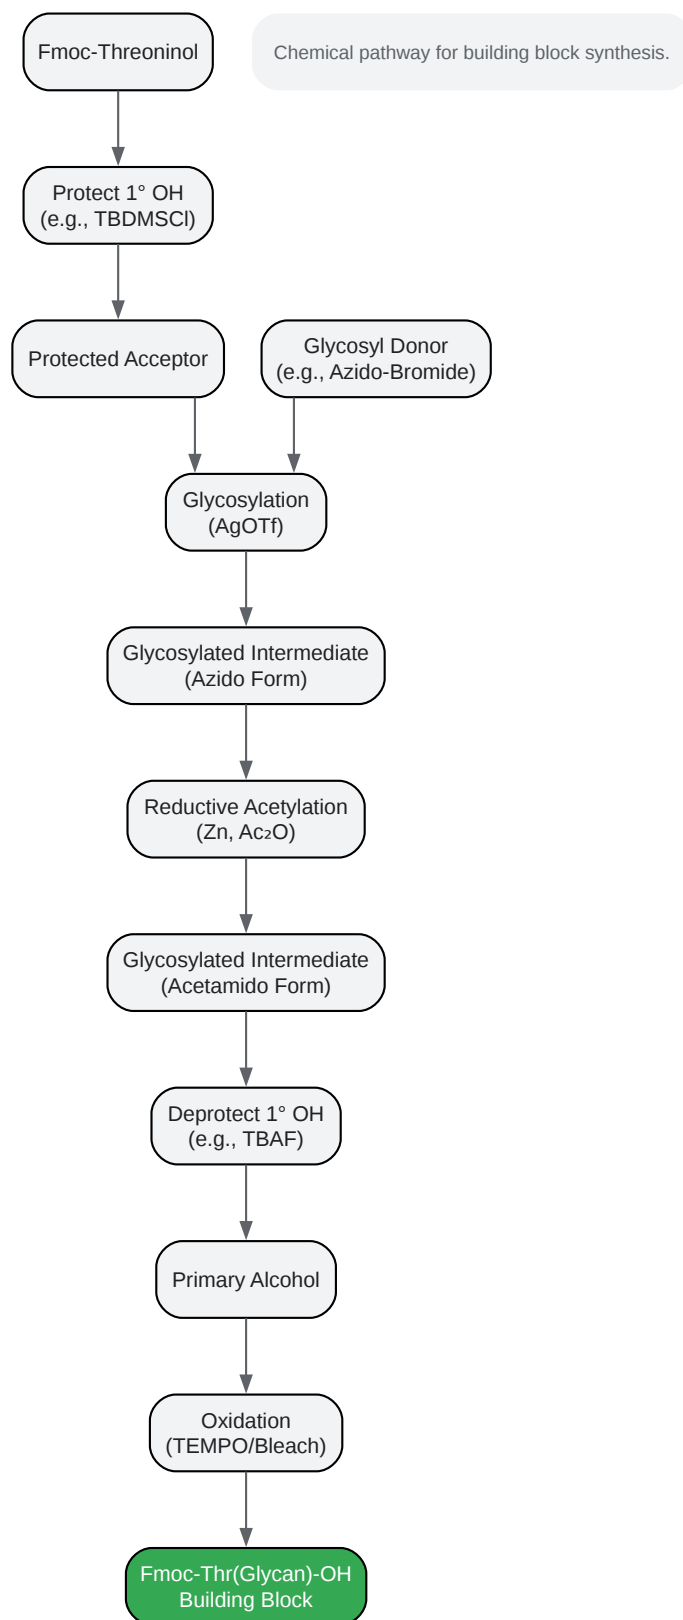 Fmoc-Threoninol
Chemical pathway for building block synthesis.
Protect 1° OH
(e.g., TBDMSCl)
Protected Acceptor
Glycosyl Donor
(e.g., Azido-Bromide)
Glycosylation
(AgOTf)
Glycosylated Intermediate
(Azido Form)
Reductive Acetylation
(Zn, Ac₂O)
Glycosylated Intermediate
(Acetamido Form)
Deprotect 1° OH
(e.g., TBAF)
Primary Alcohol
Oxidation
(TEMPO/Bleach)
Fmoc-Thr(Glycan)-OH
Building Block